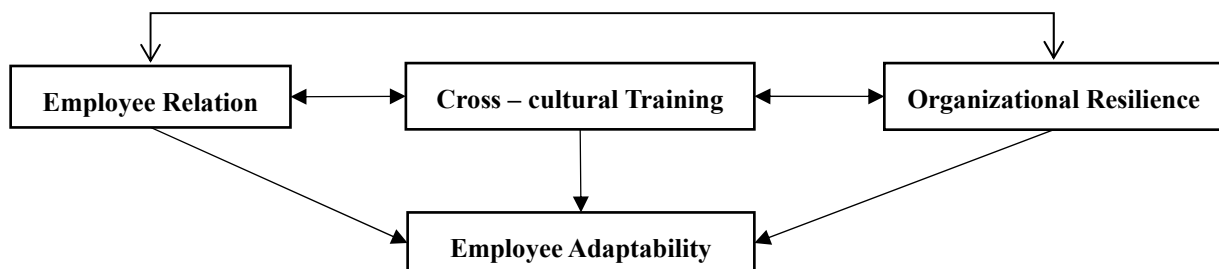 Employee Relation
Cross – cultural Training
Organizational Resilience
Employee Adaptability